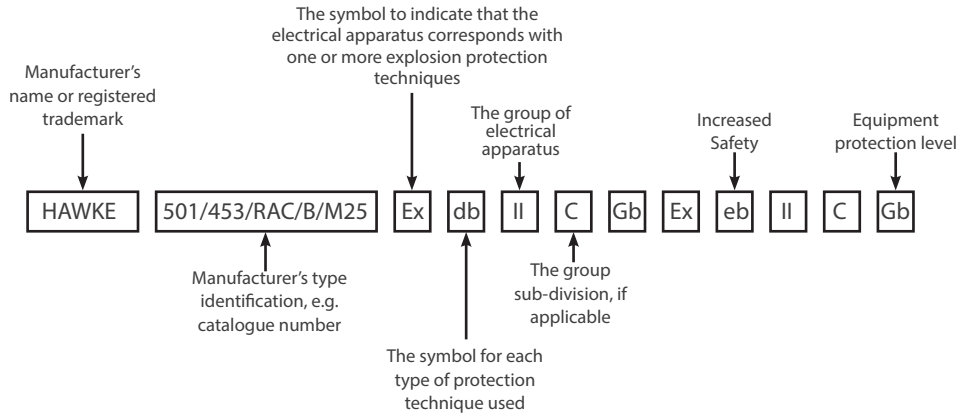 The symbol to indicate that the
electrical apparatus corresponds with
one or more explosion protection
techniques
Manufacturer's
name or registered
trademark
The group of
electrical
apparatus
Increased
Safety
Equipment
protection level
HAWKE 501/453/RAC/B/M25 Ex db II C Gb Ex eb II C Gb
Manufacturer's type
identification, e.g.
catalogue number
The group
sub-division, if
applicable
The symbol for each
type of protection
technique used